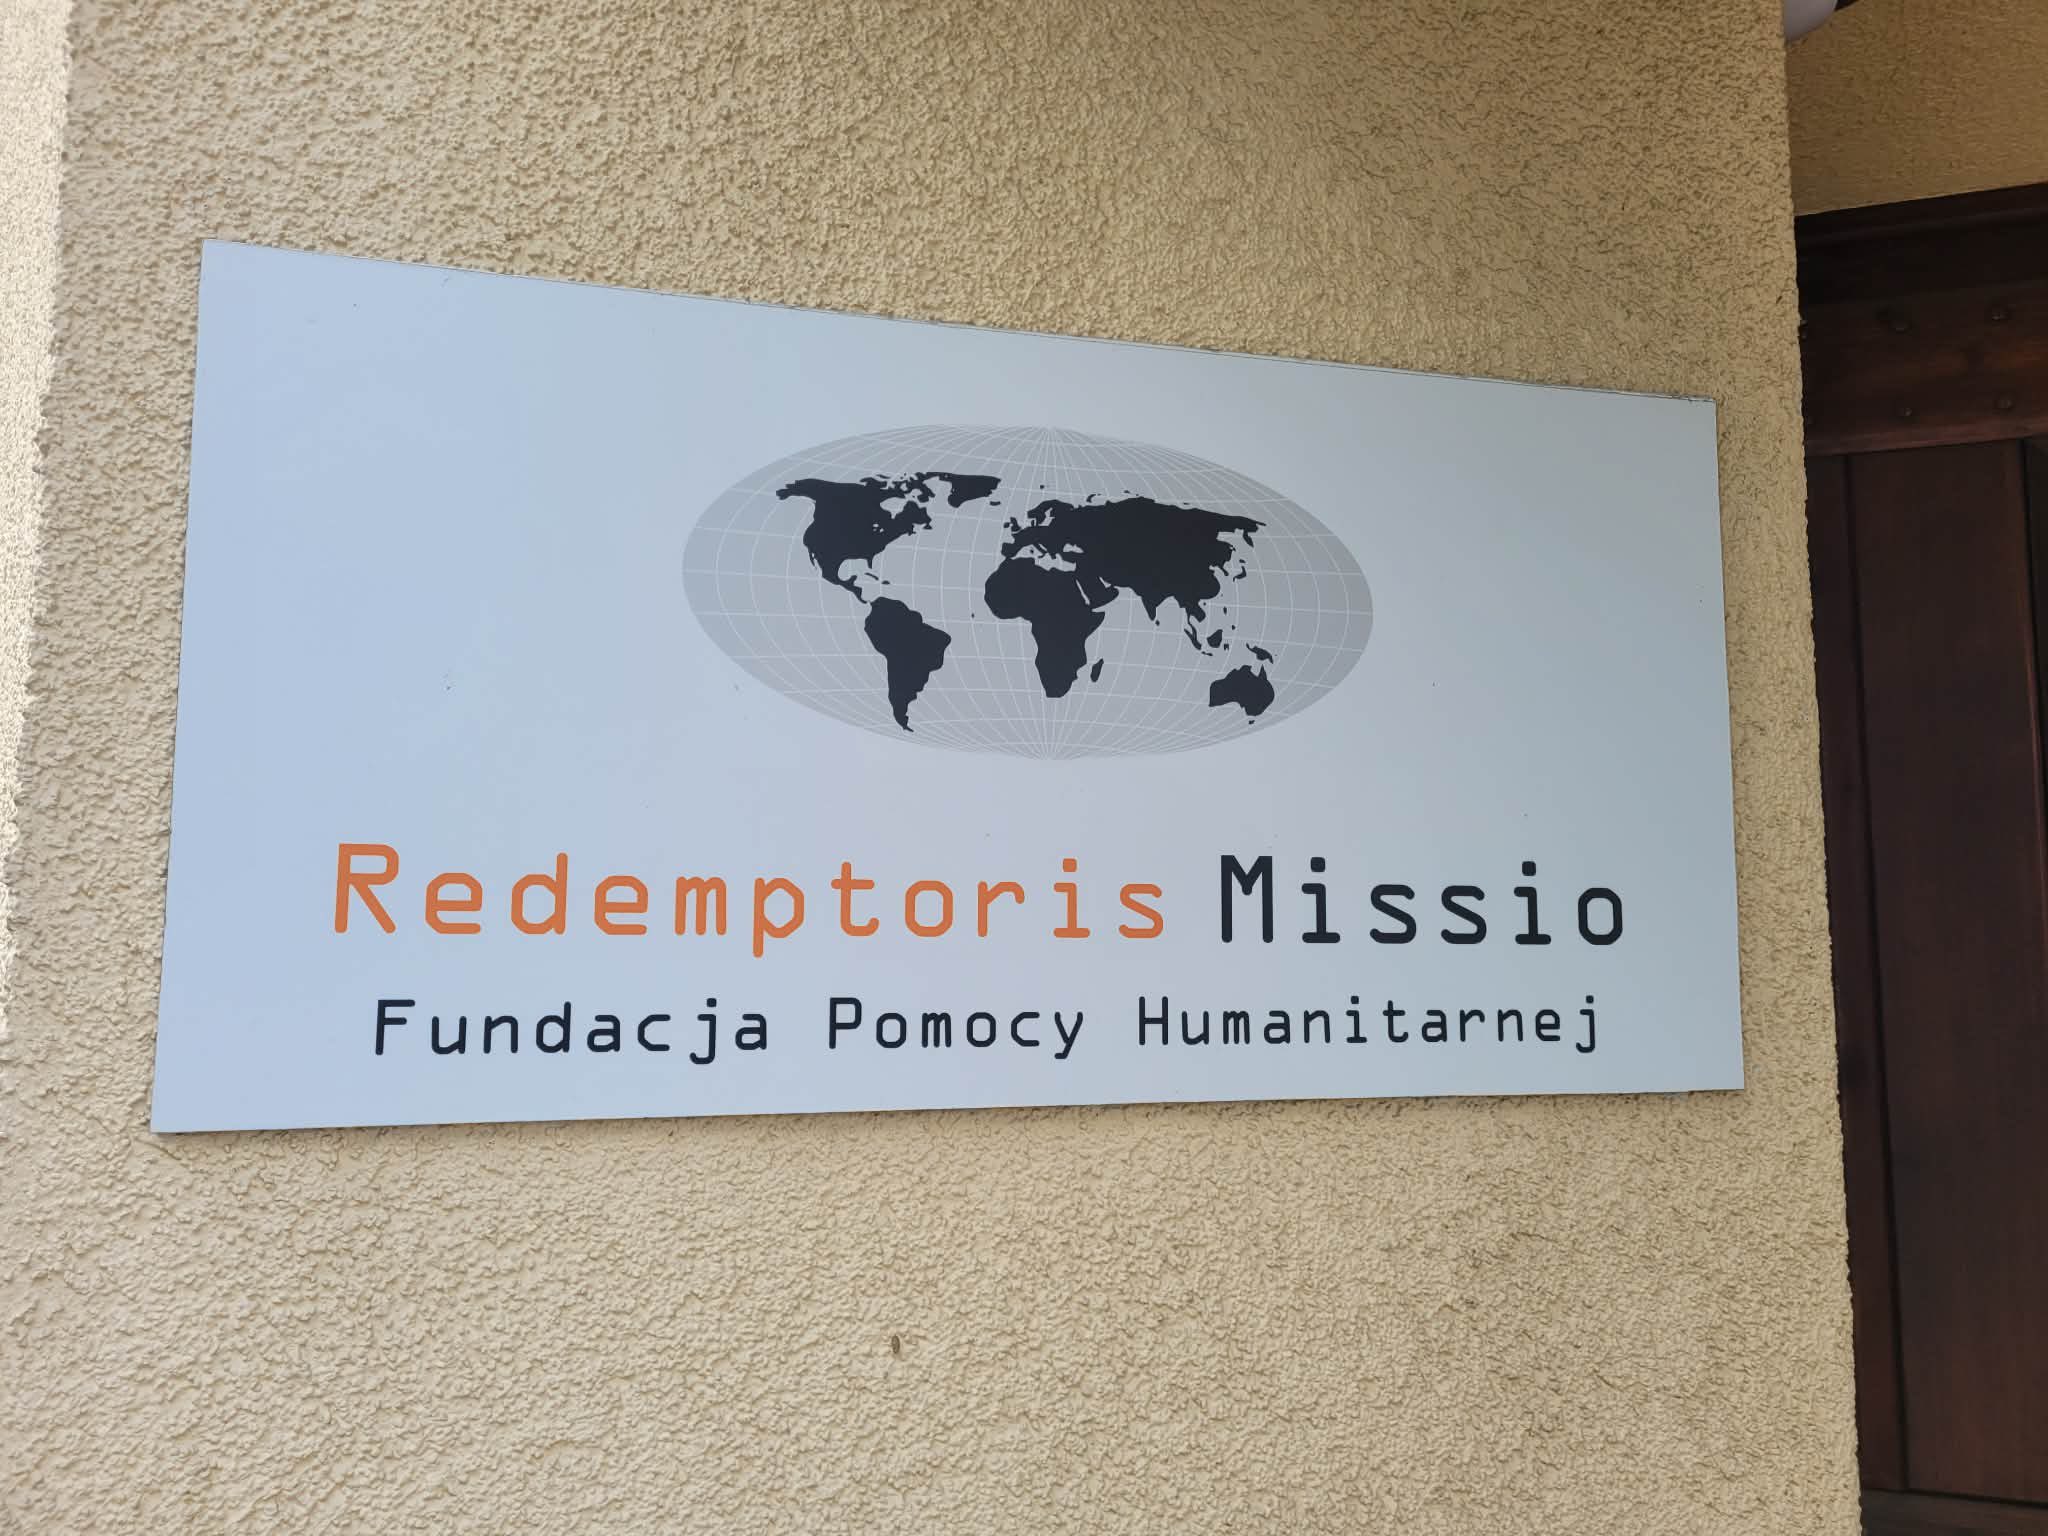 Redemptoris Missio
Fundacja Pomocy Humanitarnej